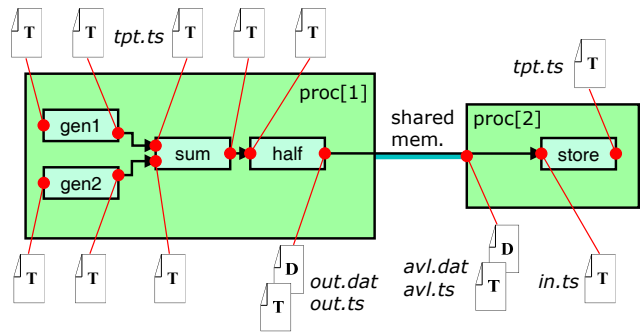 T
T
tpt.ts
T
T
T
tpt.ts
T
proc[1]
gen1
gen2
sum
half
shared
mem.
proc[2]
store
T
T
T
D
T
out.dat
out.ts
avl.dat
avl.ts
D
T
in.ts
T